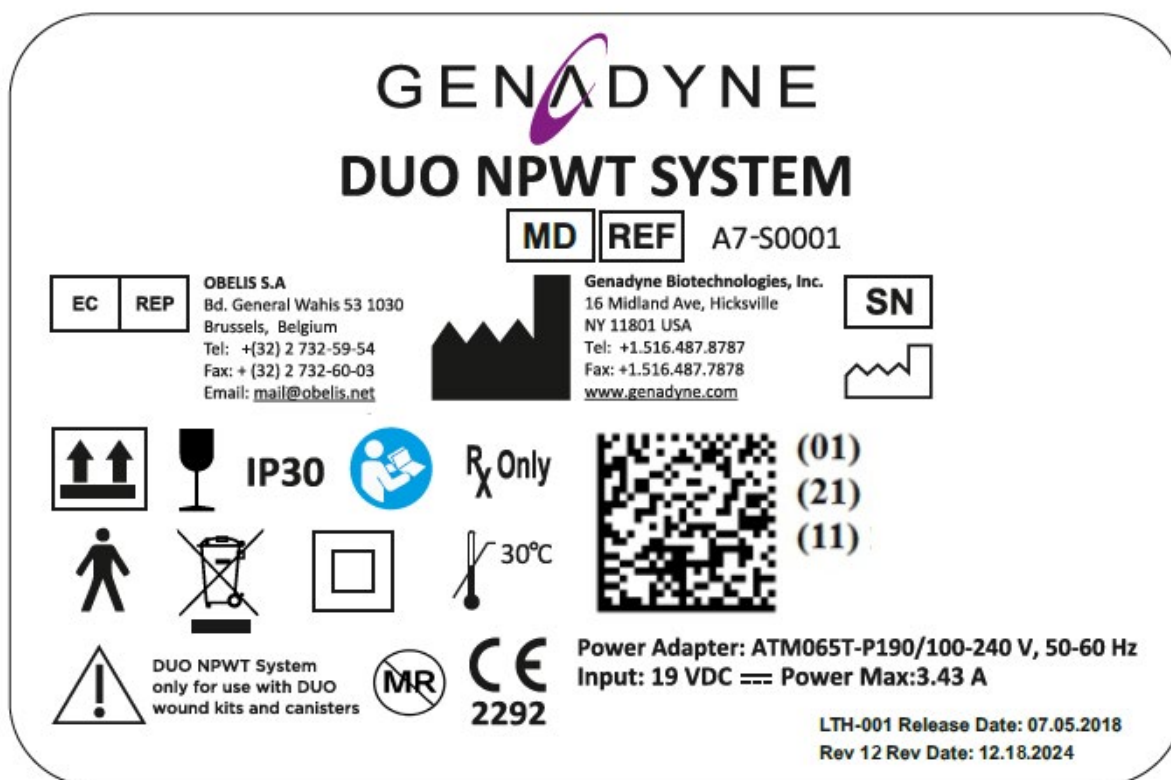 GENADYNE
DUO NPWT SYSTEM
MD REF A7-S0001
EC REP
OBELIS S.A
Bd. General Wahis 53 1030
Brussels, Belgium
Tel: +(32) 2 732-59-54
Fax: + (32) 2 732-60-03
Email: mail@obelis.net
Genadyne Biotechnologies, Inc.
16 Midland Ave, Hicksville
NY 11801 USA
Tel: +1.516.487.8787
Fax: +1.516.487.7878
www.genadyne.com
SN
IP30
Rx Only
(01)
(21)
(11)
30°C
DUO NPWT System
only for use with DUO
wound kits and canisters
MR
CE
2292
Power Adapter: ATM065T-P190/100-240 V, 50-60 Hz
Input: 19 VDC ⎓ Power Max:3.43 A
LTH-001 Release Date: 07.05.2018
Rev 12 Rev Date: 12.18.2024